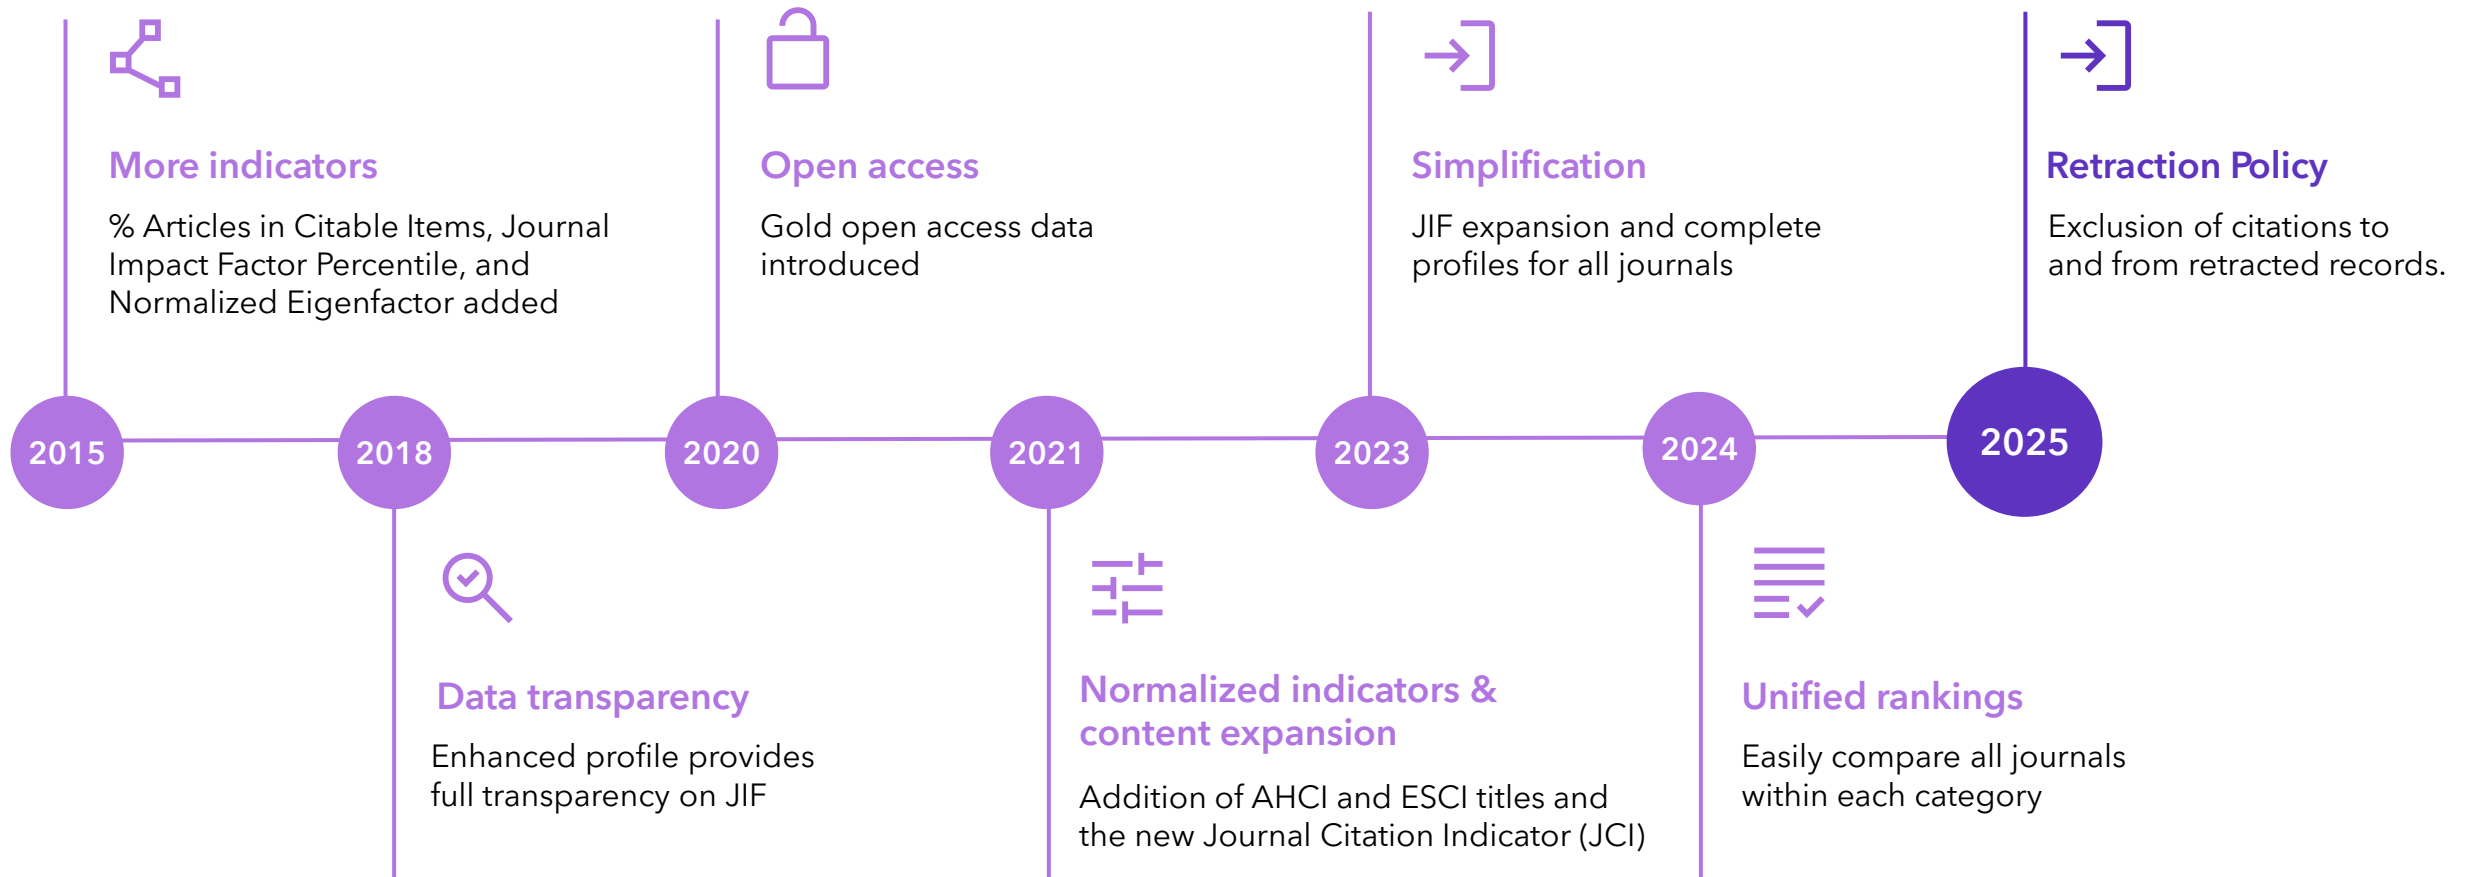 More indicators
% Articles in Citable Items, Journal
Impact Factor Percentile, and
Normalized Eigenfactor added
Open access
Gold open access data
introduced
Simplification
JIF expansion and complete
profiles for all journals
Retraction Policy
Exclusion of citations to
and from retracted records.
2015
2018
2020
2021
2023
2024
2025
Data transparency
Enhanced profile provides
full transparency on JIF
Normalized indicators &
content expansion
Addition of AHCI and ESCI titles and
the new Journal Citation Indicator (JCI)
Unified rankings
Easily compare all journals
within each category